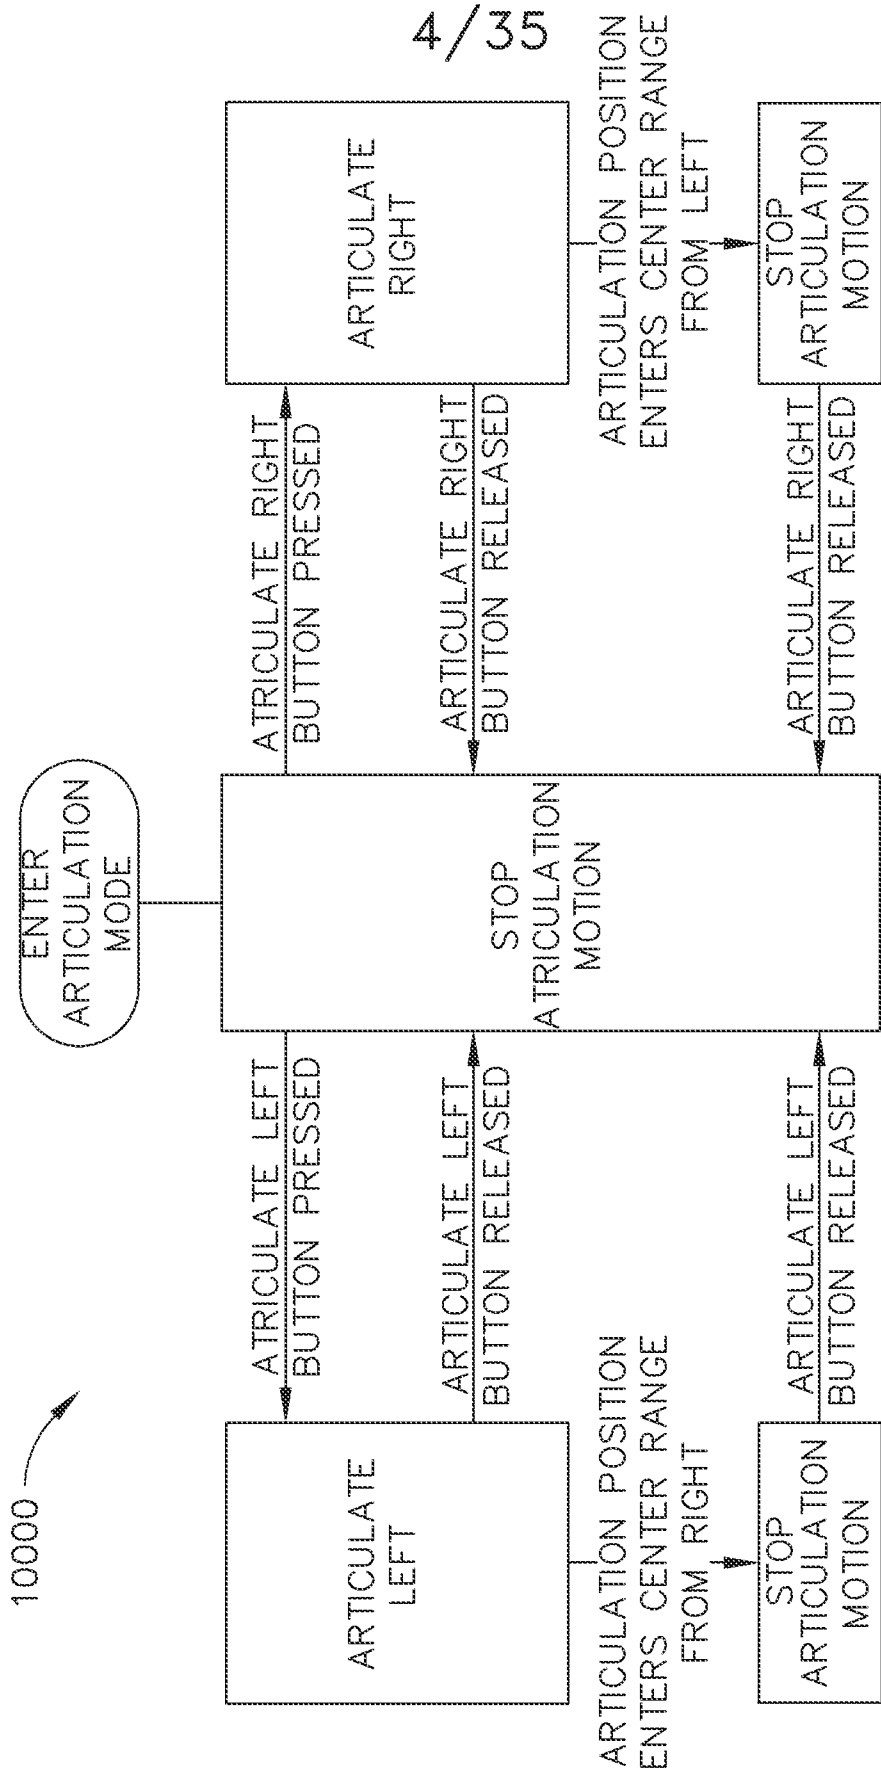 4/35
10000
ENTER
ARTICULATION
MODE
ATRICULATE LEFT
BUTTON PRESSED
ATRICULATE RIGHT
BUTTON PRESSED
ARTICULATE
LEFT
ARTICULATE LEFT
BUTTON RELEASED
STOP
ATRICULATION
MOTION
ARTICULATE RIGHT
BUTTON RELEASED
ARTICULATE
RIGHT
ARTICULATION POSITION
ENTERS CENTER RANGE
FROM RIGHT
ARTICULATION POSITION
ENTERS CENTER RANGE
FROM LEFT
STOP
ARTICULATION
MOTION
ARTICULATE LEFT
BUTTON RELEASED
ARTICULATE RIGHT
BUTTON RELEASED
STOP
ARTICULATION
MOTION